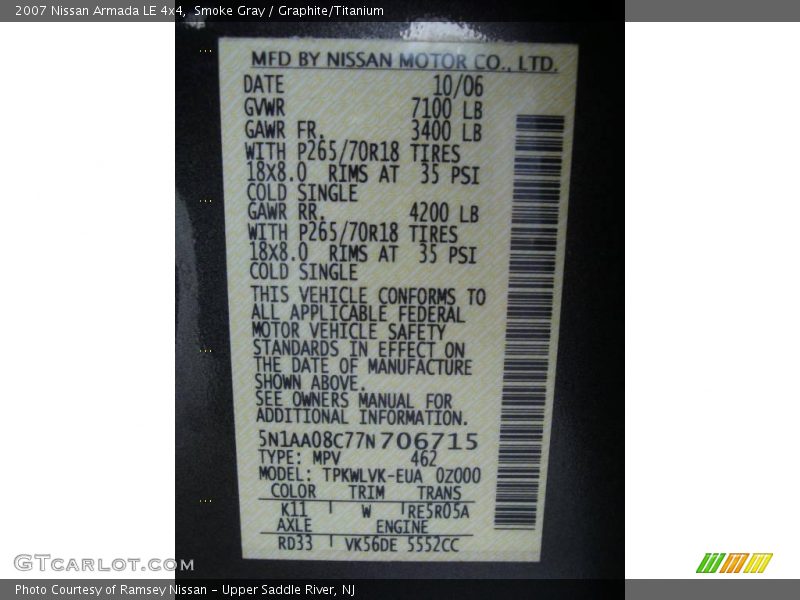 2007 Nissan Armada LE 4x4, Smoke Gray / Graphite/Titanium
MFD BY NISSAN MOTOR CO., LTD.
DATE 10/06
GVWR 7100 LB
GAWR FR. 3400 LB
WITH P265/70R18 TIRES
18X8.0 RIMS AT 35 PSI
COLD SINGLE
GAWR RR. 4200 LB
WITH P265/70R18 TIRES
18X8.0 RIMS AT 35 PSI
COLD SINGLE
THIS VEHICLE CONFORMS TO
ALL APPLICABLE FEDERAL
MOTOR VEHICLE SAFETY
STANDARDS IN EFFECT ON
THE DATE OF MANUFACTURE
SHOWN ABOVE.
SEE OWNERS MANUAL FOR
ADDITIONAL INFORMATION.
5N1AA08C77N706715
TYPE: MPV 462
MODEL: TPKWLVK-EUA 0Z000
COLOR TRIM TRANS
K11 W RE5R05A
AXLE ENGINE
RD33 VK56DE 5552CC
GTCARLOT.COM
Photo Courtesy of Ramsey Nissan - Upper Saddle River, NJ